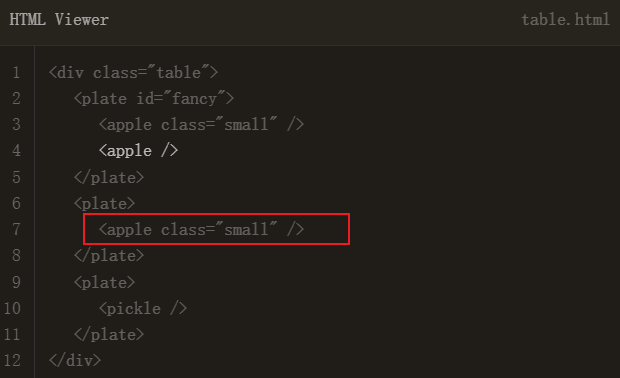 HTML Viewer table.html
1 <div class="table">
2 <plate id="fancy">
3 <apple class="small" />
4 <apple />
5 </plate>
6 <plate>
7 <apple class="small" />
8 </plate>
9 <plate>
10 <pickle />
11 </plate>
12 </div>